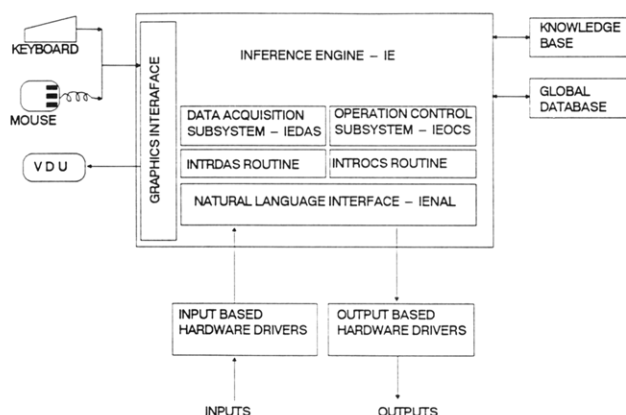 KEYBOARD
MOUSE
VDU
GRAPHICS INTERAFACE
INFERENCE ENGINE – IE
DATA ACQUISITION
SUBSYSTEM – IEDAS
OPERATION CONTROL
SUBSYSTEM – IEOCS
INTRDAS ROUTINE
INTROCS ROUTINE
NATURAL LANGUAGE INTERFACE – IENAL
KNOWLEDGE
BASE
GLOBAL
DATABASE
INPUT BASED
HARDWARE DRIVERS
OUTPUT BASED
HARDWARE DRIVERS
INPUTS
OUTPUTS